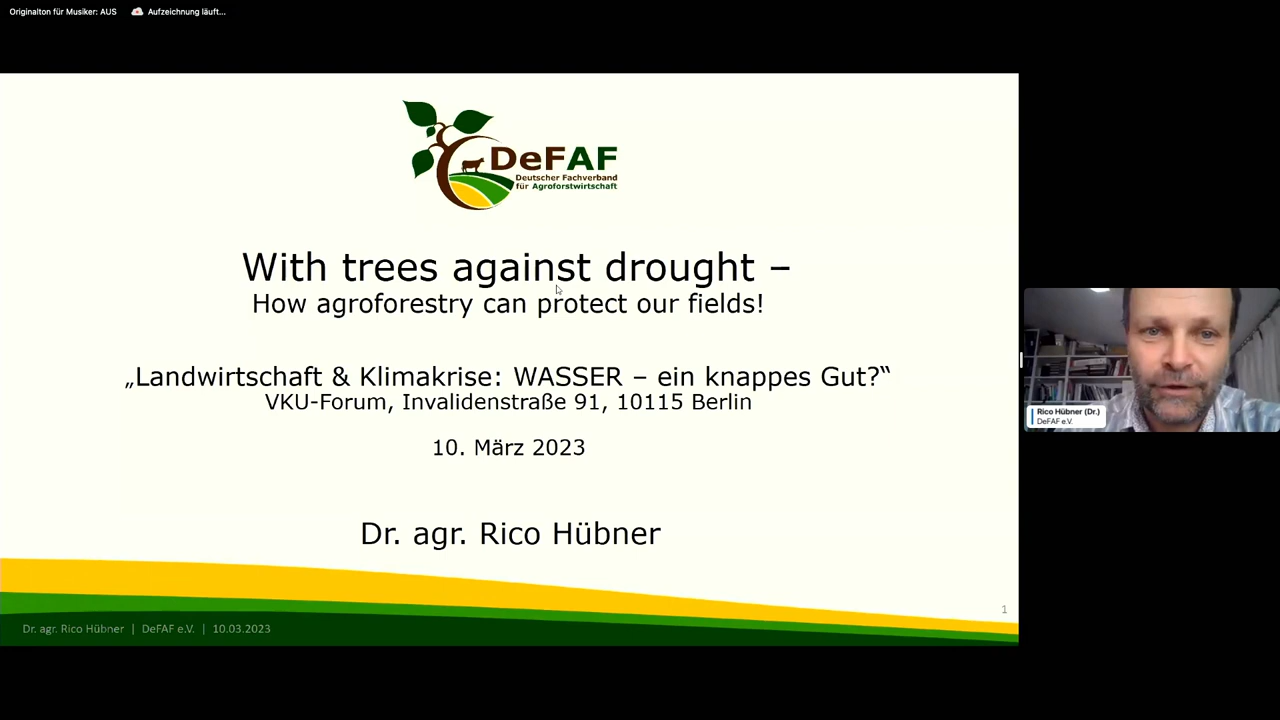 Originalton für Musiker: AUS
Aufzeichnung läuft...
DeFAF
Deutscher Fachverband
für Agroforstwirtschaft
With trees against drought –
How agroforestry can protect our fields!
„Landwirtschaft & Klimakrise: WASSER – ein knappes Gut?“
VKU-Forum, Invalidenstraße 91, 10115 Berlin
10. März 2023
Dr. agr. Rico Hübner
1
Dr. agr. Rico Hübner | DeFAF e.V. | 10.03.2023
Rico Hübner (Dr.)
DeFAF e.V.